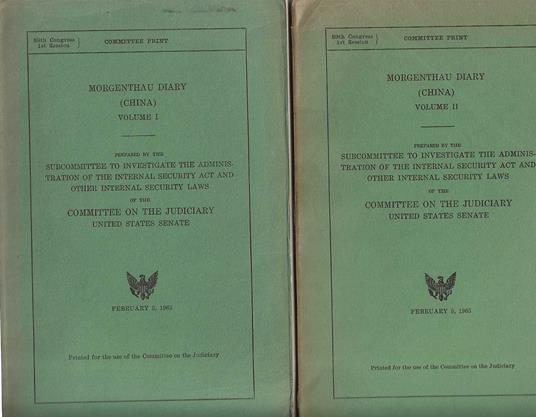 89th Congress
1st Session
COMMITTEE PRINT
MORGENTHAU DIARY
(CHINA)
VOLUME I
PREPARED BY THE
SUBCOMMITTEE TO INVESTIGATE THE ADMINIS-
TRATION OF THE INTERNAL SECURITY ACT AND
OTHER INTERNAL SECURITY LAWS
OF THE
COMMITTEE ON THE JUDICIARY
UNITED STATES SENATE
FEBRUARY 5, 1965
Printed for the use of the Committee on the Judiciary
89th Congress
1st Session
COMMITTEE PRINT
MORGENTHAU DIARY
(CHINA)
VOLUME II
PREPARED BY THE
SUBCOMMITTEE TO INVESTIGATE THE ADMINIS-
TRATION OF THE INTERNAL SECURITY ACT AND
OTHER INTERNAL SECURITY LAWS
OF THE
COMMITTEE ON THE JUDICIARY
UNITED STATES SENATE
FEBRUARY 5, 1965
Printed for the use of the Committee on the Judiciary